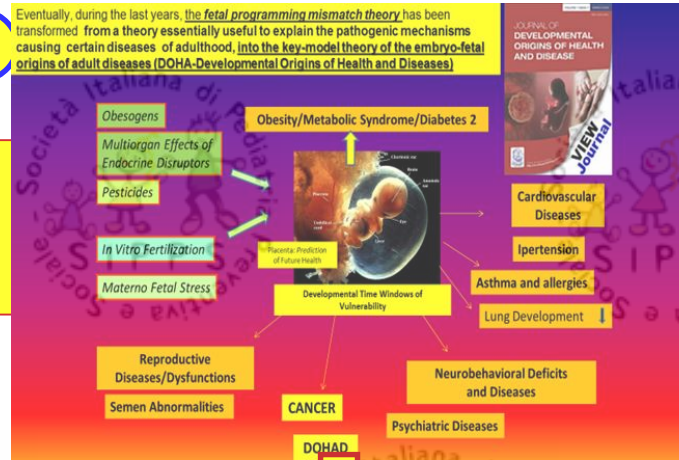 Eventually, during the last years, the fetal programming mismatch theory has been
transformed from a theory essentially useful to explain the pathogenic mechanisms
causing certain diseases of adulthood, into the key-model theory of the embryo-fetal
origins of adult diseases (DOHA-Developmental Origins of Health and Diseases)
JOURNAL OF
DEVELOPMENTAL
ORIGINS OF HEALTH
AND DISEASE
VIEW
Journal
Obesogens
Multiorgan Effects of
Endocrine Disruptors
Pesticides
In Vitro Fertilization
Materno Fetal Stress
Obesity/Metabolic Syndrome/Diabetes 2
Placenta
Ear
Liver
Placenta: Prediction
of Future Health
Developmental Time Windows of
Vulnerability
Cardiovascular
Diseases
Ipertension
Asthma and allergies
Lung Development
Reproductive
Diseases/Dysfunctions
Semen Abnormalities
CANCER
DOHAD
Neurobehavioral Deficits
and Diseases
Psychiatric Diseases
Società Italiana di Pediatria Preventiva e Sociale
SIPPS
Italiana
S I P